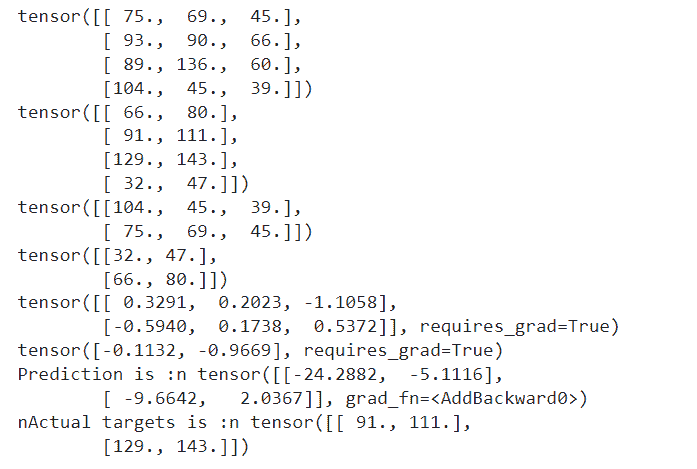 tensor([[ 75.,  69.,  45.],
        [ 93.,  90.,  66.],
        [ 89., 136.,  60.],
        [104.,  45.,  39.]])
tensor([[ 66.,  80.],
        [ 91., 111.],
        [129., 143.],
        [ 32.,  47.]])
tensor([[104.,  45.,  39.],
        [ 75.,  69.,  45.]])
tensor([[32., 47.],
        [66., 80.]])
tensor([[ 0.3291,  0.2023, -1.1058],
        [-0.5940,  0.1738,  0.5372]], requires_grad=True)
tensor([-0.1132, -0.9669], requires_grad=True)
Prediction is :n tensor([[-24.2882,  -5.1116],
        [ -9.6642,   2.0367]], grad_fn=<AddBackward0>)
nActual targets is :n tensor([[ 91., 111.],
        [129., 143.]])